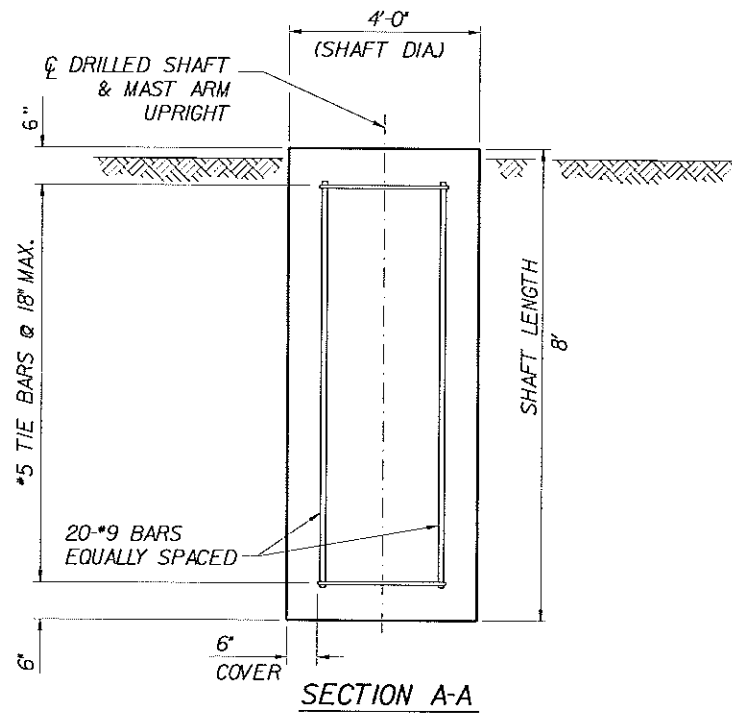 4'-0"
(SHAFT DIA.)
℄ DRILLED SHAFT
& MAST ARM
UPRIGHT
6"
#5 TIE BARS @ 18" MAX.
SHAFT LENGTH
8'
20-#9 BARS
EQUALLY SPACED
6"
6"
COVER
SECTION A-A